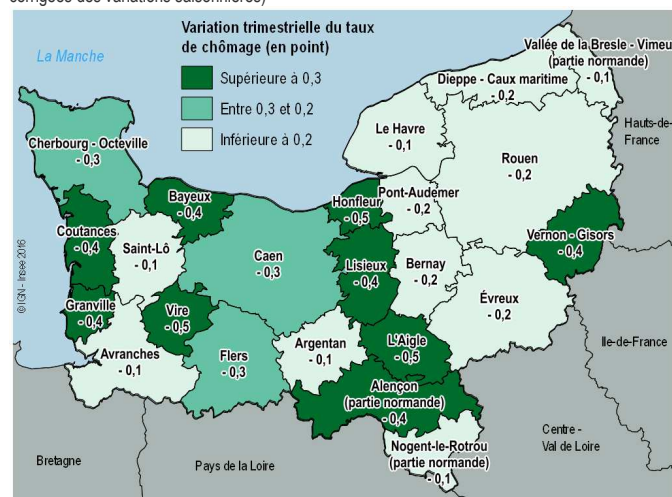 corrigées des variations saisonnières)
Variation trimestrielle du taux
de chômage (en point)
Supérieure à 0,3
Entre 0,3 et 0,2
Inférieure à 0,2
La Manche
Vallée de la Bresle - Vimeu
(partie normande)
- 0,1
Dieppe - Caux maritime
- 0,2
Hauts-de-
France
Cherbourg - Octeville
- 0,3
Le Havre
- 0,1
Rouen
- 0,2
Bayeux
- 0,4
Honfleur
- 0,5
Pont-Audemer
- 0,2
Coutances
- 0,4
Saint-Lô
- 0,1
Caen
- 0,3
Lisieux
- 0,4
Bernay
- 0,2
Vernon - Gisors
- 0,4
Évreux
- 0,2
Granville
- 0,4
Vire
- 0,5
Avranches
- 0,1
Flers
- 0,3
Argentan
- 0,1
L'Aigle
- 0,5
Ile-de-France
Alençon
(partie normande)
- 0,4
Nogent-le-Rotrou
(partie normande)
- 0,1
Bretagne
Pays de la Loire
Centre -
Val de Loire
© IGN - Insee 2016